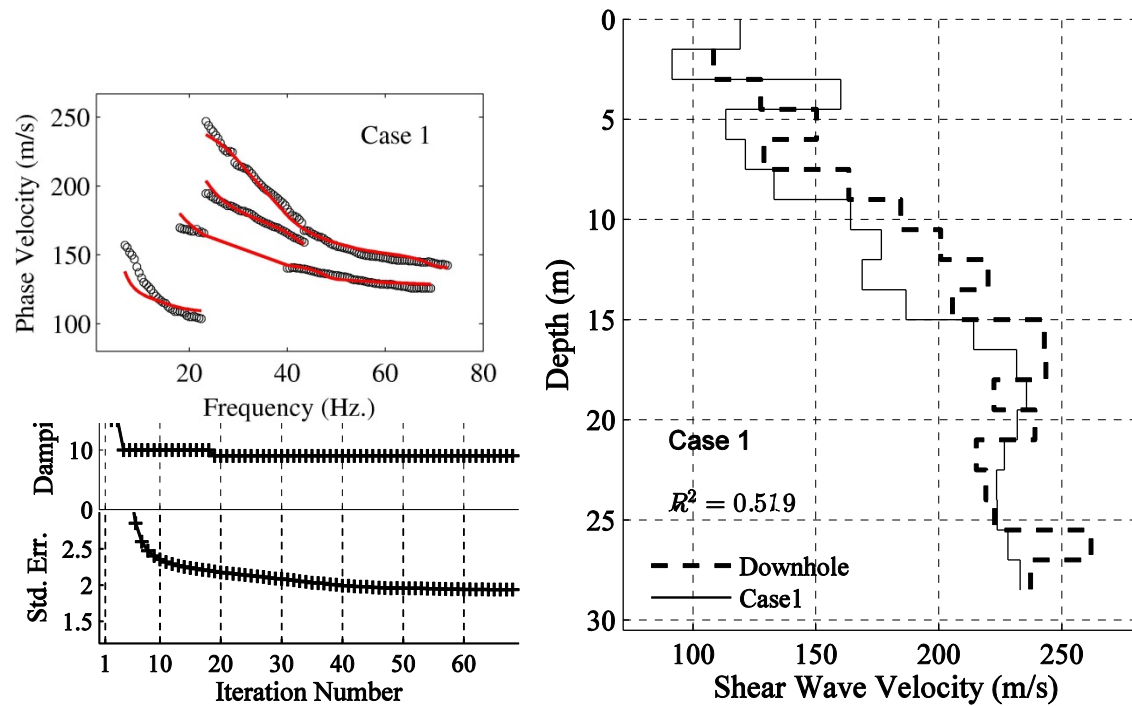 250
200
150
100
Phase Velocity (m/s)
Case 1
20
40
60
80
Frequency (Hz.)
Dampi
10
0
Std. Err.
2.5
2
1.5
1
10
20
30
40
50
60
Iteration Number
0
5
10
15
20
25
30
Depth (m)
Case 1
R² = 0.519
Downhole
Case1
100
150
200
250
Shear Wave Velocity (m/s)